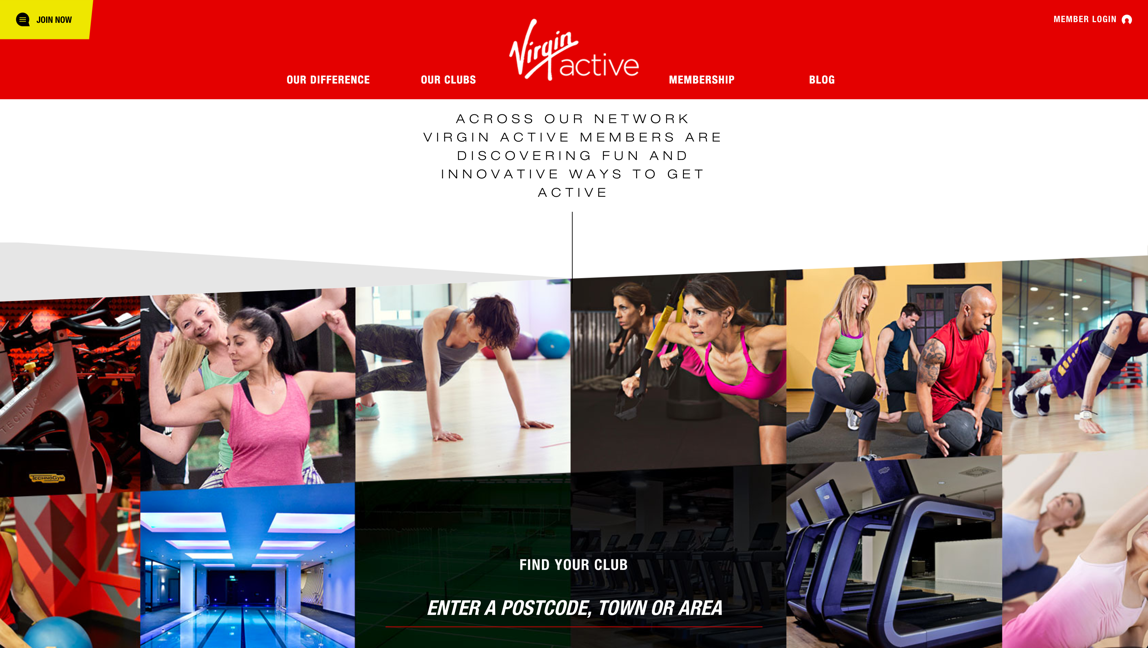 JOIN NOW
MEMBER LOGIN
Virgin active
OUR DIFFERENCE
OUR CLUBS
MEMBERSHIP
BLOG
ACROSS OUR NETWORK
VIRGIN ACTIVE MEMBERS ARE
DISCOVERING FUN AND
INNOVATIVE WAYS TO GET
ACTIVE
TECHNOGYM
FIND YOUR CLUB
ENTER A POSTCODE, TOWN OR AREA